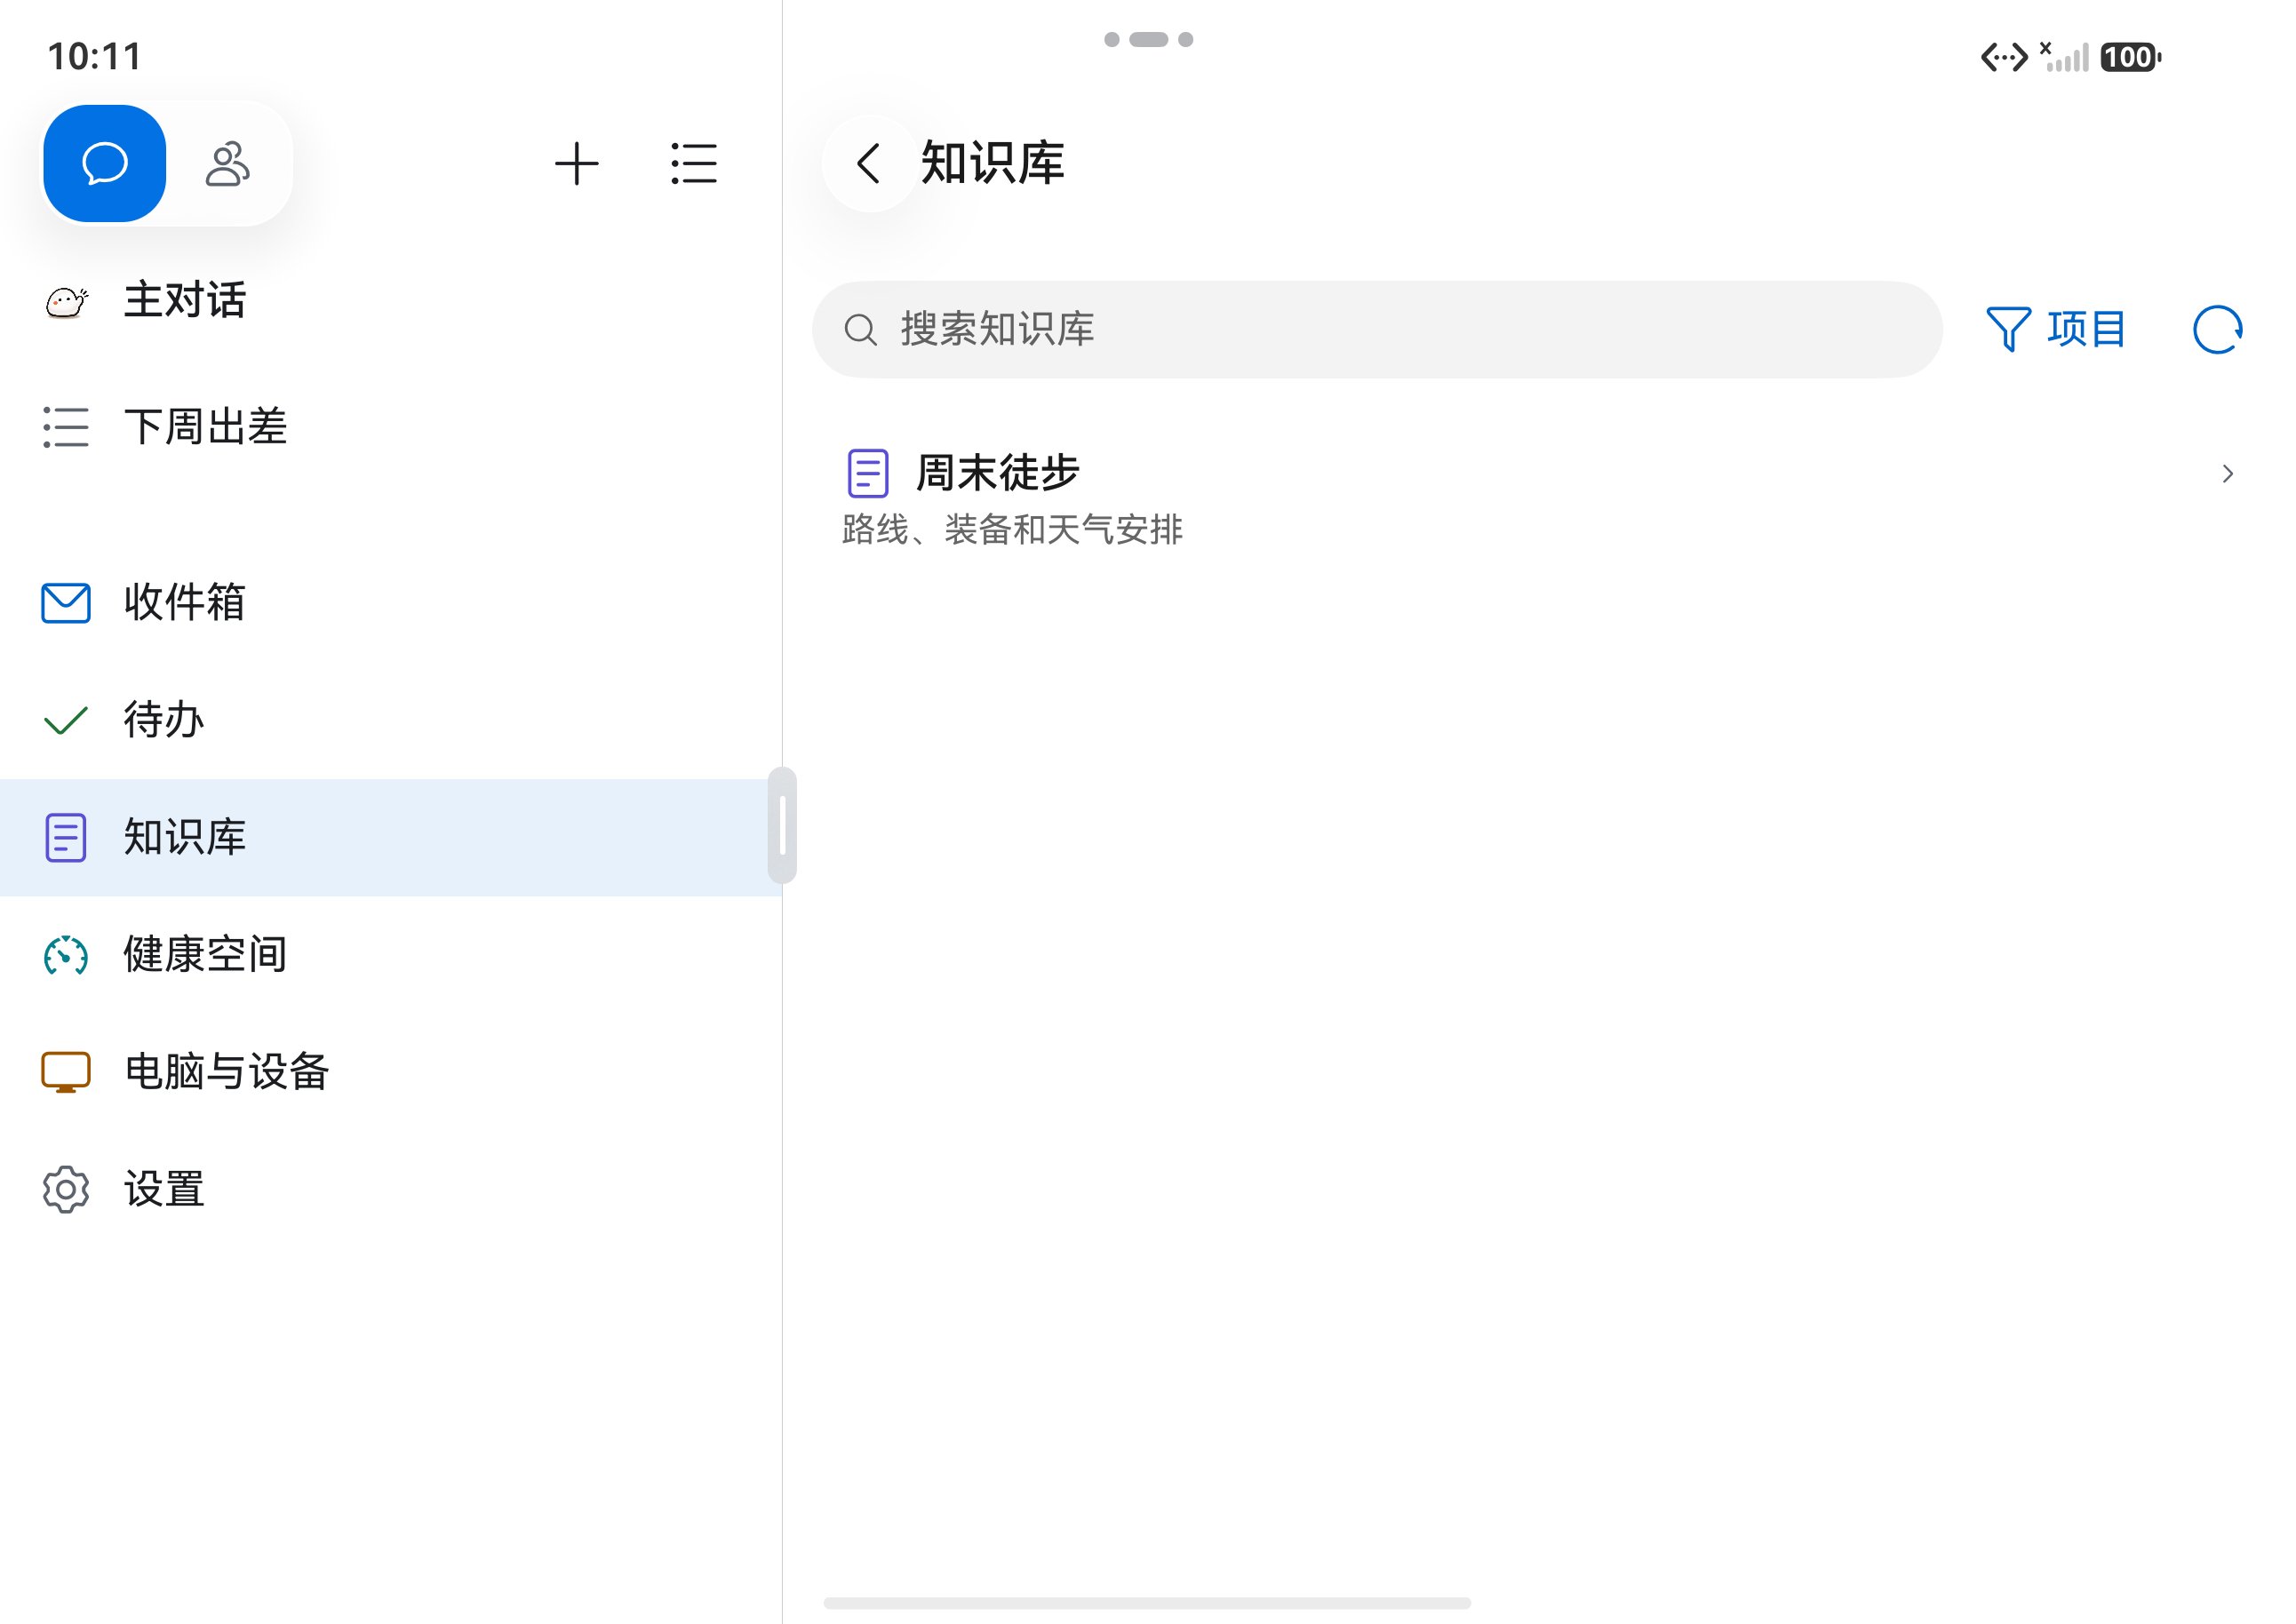 10:11
100
知识库
主对话
搜索知识库
项目
下周出差
周末徒步
路线、装备和天气安排
收件箱
待办
知识库
健康空间
电脑与设备
设置